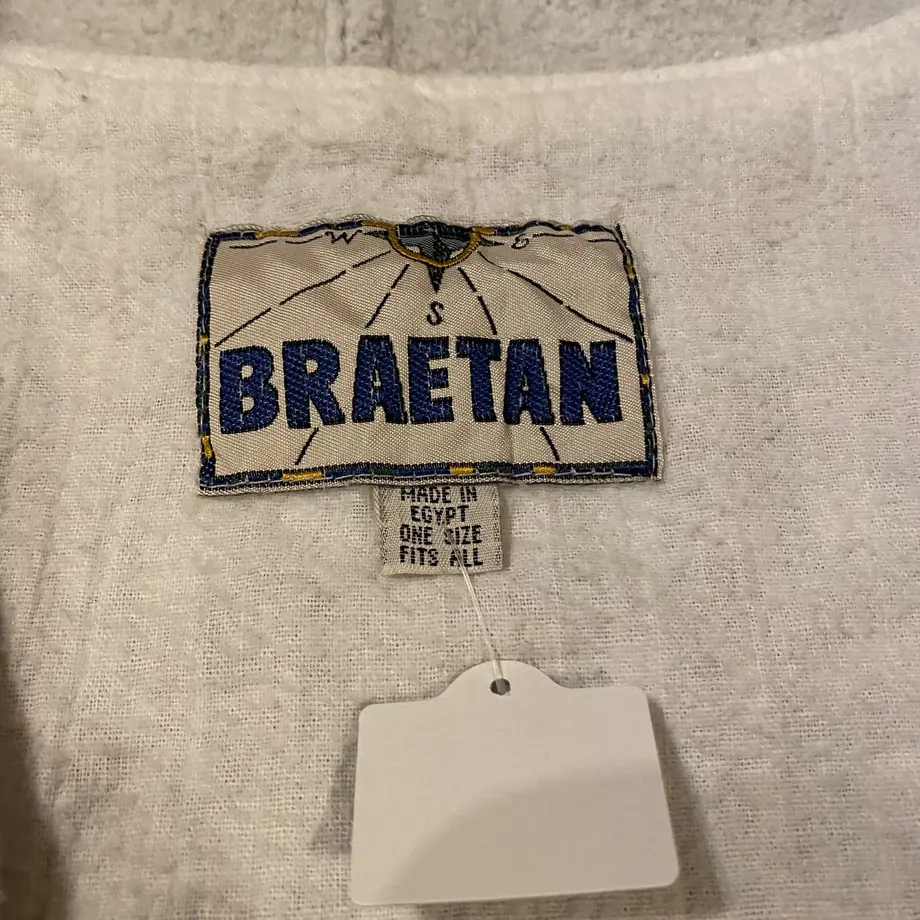 W E
S
BRAETAN
MADE IN
EGYPT
ONE SIZE
FITS ALL